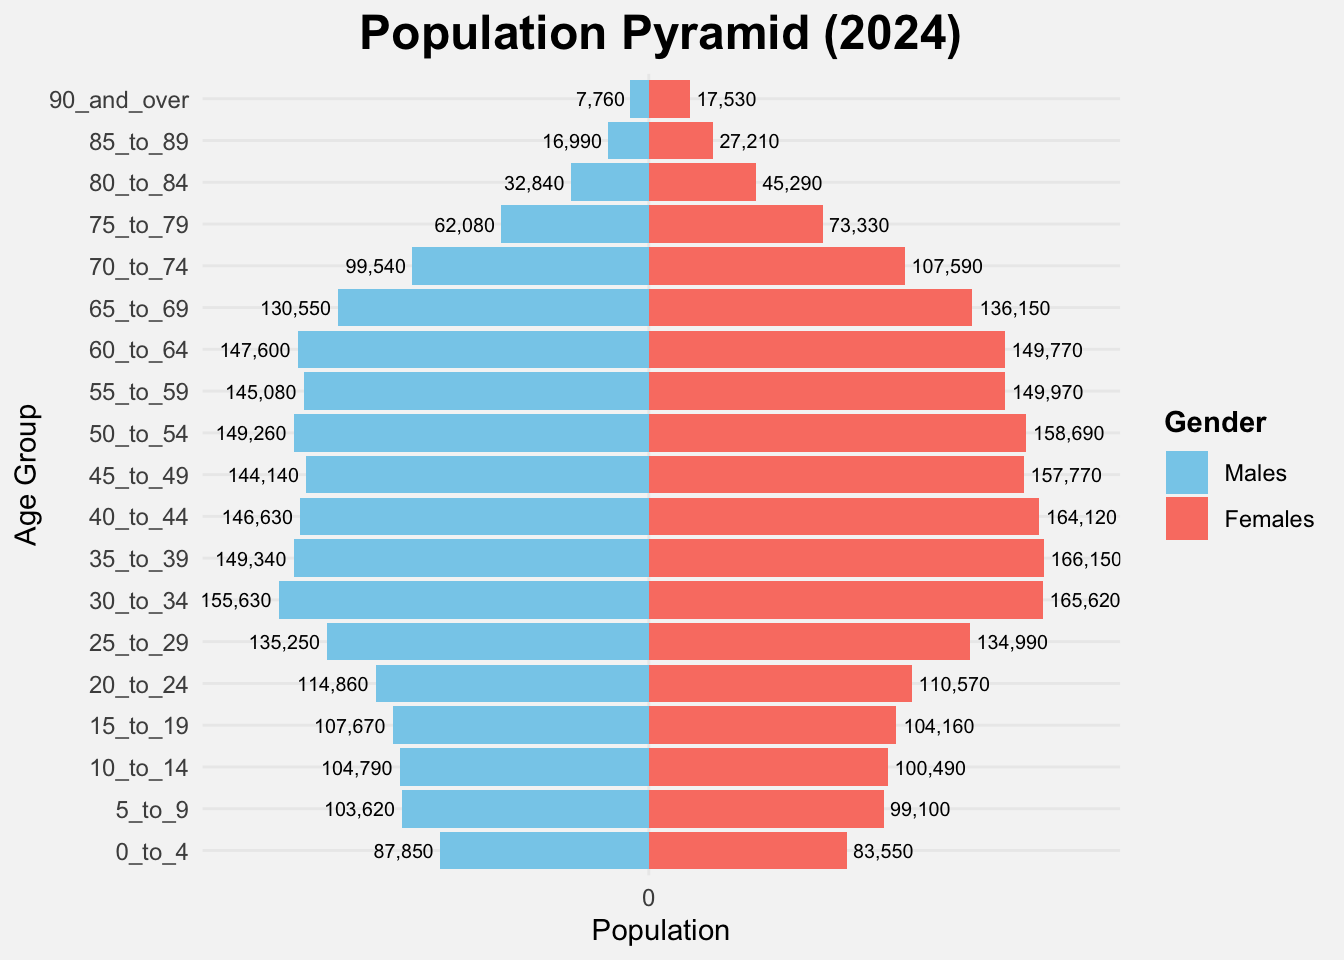 Population Pyramid (2024)
90_and_over 7,760 17,530
85_to_89 16,990 27,210
80_to_84 32,840 45,290
75_to_79 62,080 73,330
70_to_74 99,540 107,590
65_to_69 130,550 136,150
60_to_64 147,600 149,770
55_to_59 145,080 149,970
50_to_54 149,260 158,690
45_to_49 144,140 157,770
40_to_44 146,630 164,120
35_to_39 149,340 166,150
30_to_34 155,630 165,620
25_to_29 135,250 134,990
20_to_24 114,860 110,570
15_to_19 107,670 104,160
10_to_14 104,790 100,490
5_to_9 103,620 99,100
0_to_4 87,850 83,550
0
Population
Age Group
Gender
Males
Females